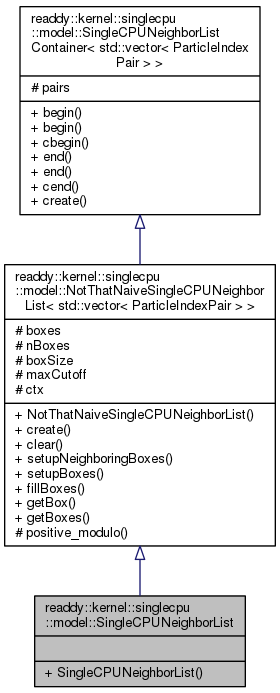 readdy::kernel::singlecpu
::model::SingleCPUNeighborList
Container< std::vector< ParticleIndex
Pair > >
# pairs
+ begin()
+ begin()
+ cbegin()
+ end()
+ end()
+ cend()
+ create()
readdy::kernel::singlecpu
::model::NotThatNaiveSingleCPUNeighbor
List< std::vector< ParticleIndexPair > >
# boxes
# nBoxes
# boxSize
# maxCutoff
# ctx
+ NotThatNaiveSingleCPUNeighborList()
+ create()
+ clear()
+ setupNeighboringBoxes()
+ setupBoxes()
+ fillBoxes()
+ getBox()
+ getBoxes()
# positive_modulo()
readdy::kernel::singlecpu
::model::SingleCPUNeighborList
+ SingleCPUNeighborList()